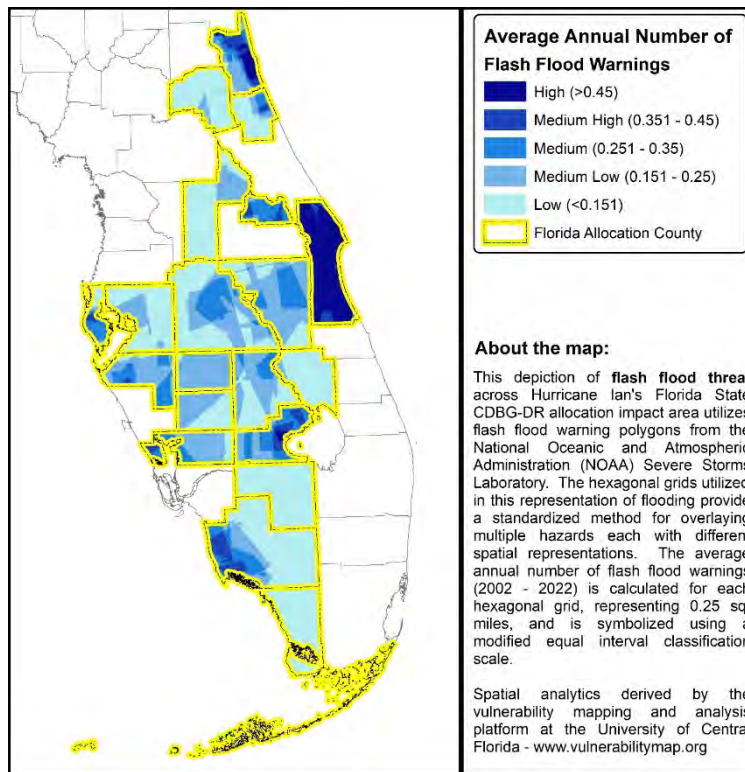 Average Annual Number of
Flash Flood Warnings
High (>0.45)
Medium High (0.351 - 0.45)
Medium (0.251 - 0.35)
Medium Low (0.151 - 0.25)
Low (<0.151)
Florida Allocation County
About the map:
This depiction of flash flood threa
across Hurricane Ian's Florida State
CDBG-DR allocation impact area utilizes
flash flood warning polygons from the
National Oceanic and Atmospheric
Administration (NOAA) Severe Storms
Laboratory. The hexagonal grids utilized
in this representation of flooding provide
a standardized method for overlaying
multiple hazards each with differen
spatial representations. The average
annual number of flash flood warnings
(2002 - 2022) is calculated for each
hexagonal grid, representing 0.25 sq
miles, and is symbolized using a
modified equal interval classification
scale.
Spatial analytics derived by the
vulnerability mapping and analysis
platform at the University of Centra
Florida - www.vulnerabilitymap.org